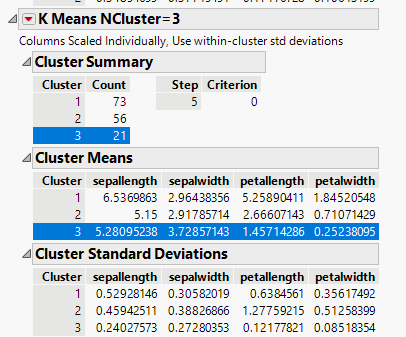 K Means NCluster=3
Columns Scaled Individually, Use within-cluster std deviations
Cluster Summary
Cluster Count Step Criterion
1 73 5 0
2 56
3 21
Cluster Means
Cluster sepallength sepalwidth petallength petalwidth
1 6.5369863 2.96438356 5.25890411 1.84520548
2 5.15 2.91785714 2.66607143 0.71071429
3 5.28095238 3.72857143 1.45714286 0.25238095
Cluster Standard Deviations
Cluster sepallength sepalwidth petallength petalwidth
1 0.52928146 0.30582019 0.6384561 0.35617492
2 0.45942511 0.38826866 1.27759215 0.51258399
3 0.24027573 0.27280353 0.12177821 0.08518354